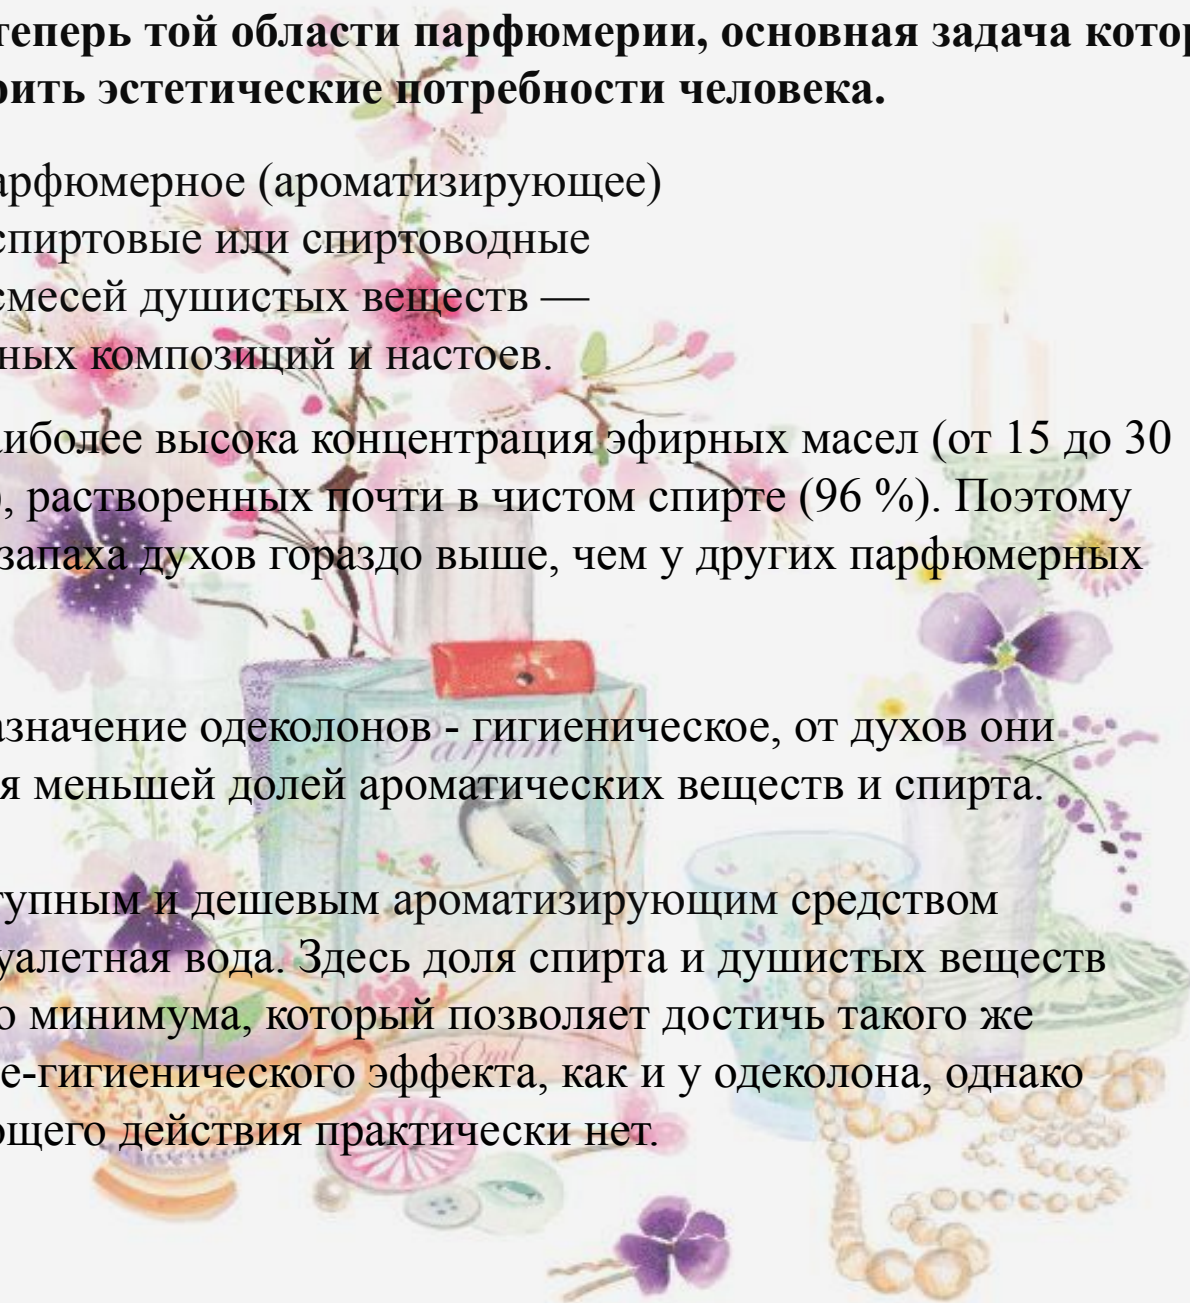 теперь той области парфюмерии, основная задача котор
рить эстетические потребности человека.
арфюмерное (ароматизирующее)
спиртовые или спиртоводные
смесей душистых веществ —
ных композиций и настоев.
аиболее высока концентрация эфирных масел (от 15 до 30
), растворенных почти в чистом спирте (96 %). Поэтому
запаха духов гораздо выше, чем у других парфюмерных
азначение одеколонов - гигиеническое, от духов они
я меньшей долей ароматических веществ и спирта.
Parfum
тупным и дешевым ароматизирующим средством
уалетная вода. Здесь доля спирта и душистых веществ
о минимума, который позволяет достичь такого же
50ml
е-гигиенического эффекта, как и у одеколона, однако
ющего действия практически нет.